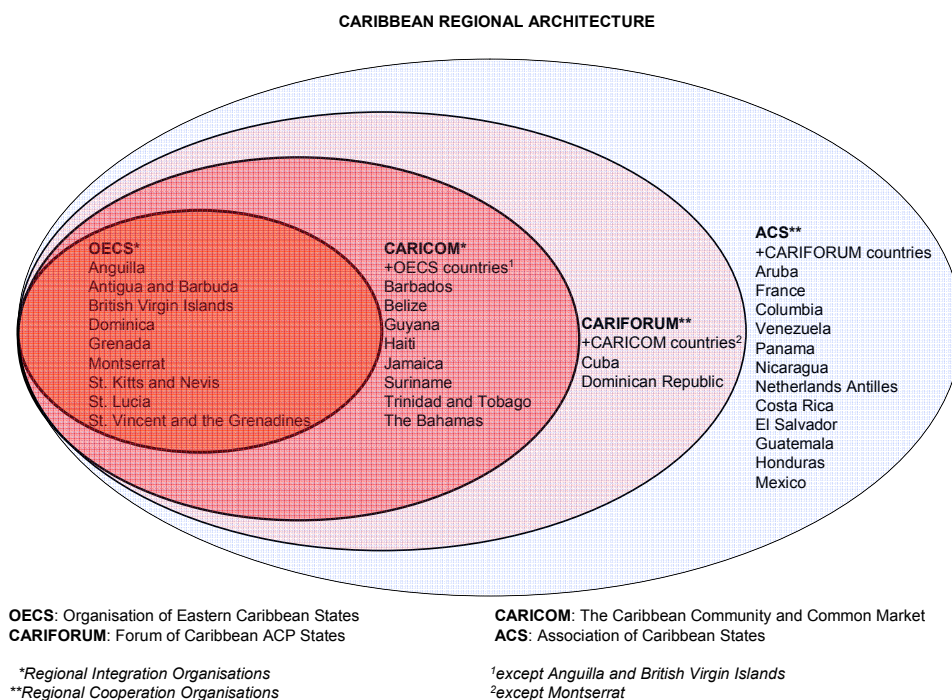 CARIBBEAN REGIONAL ARCHITECTURE
OECS*
Anguilla
Antigua and Barbuda
British Virgin Islands
Dominica
Grenada
Montserrat
St. Kitts and Nevis
St. Lucia
St. Vincent and the Grenadines
CARICOM*
+OECS countries¹
Barbados
Belize
Guyana
Haiti
Jamaica
Suriname
Trinidad and Tobago
The Bahamas
CARIFORUM**
+CARICOM countries²
Cuba
Dominican Republic
ACS**
+CARIFORUM countries
Aruba
France
Columbia
Venezuela
Panama
Nicaragua
Netherlands Antilles
Costa Rica
El Salvador
Guatemala
Honduras
Mexico
OECS: Organisation of Eastern Caribbean States
CARIFORUM: Forum of Caribbean ACP States
CARICOM: The Caribbean Community and Common Market
ACS: Association of Caribbean States
*Regional Integration Organisations
**Regional Cooperation Organisations
¹except Anguilla and British Virgin Islands
²except Montserrat